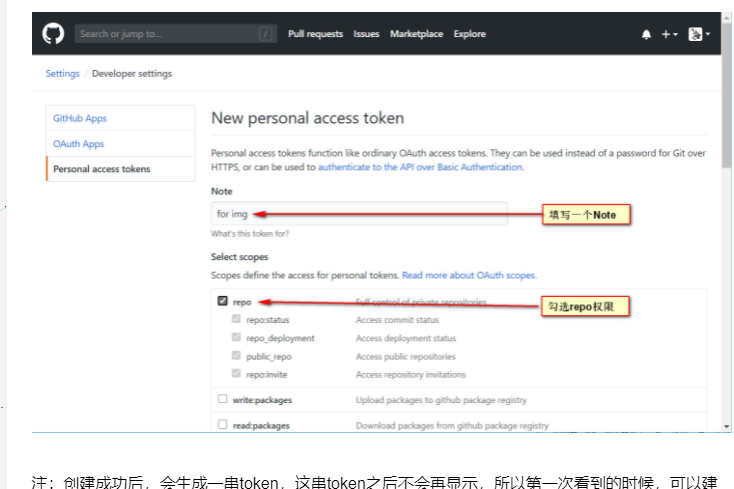 Search or jump to...
/
Pull requests Issues Marketplace Explore
Settings / Developer settings
GitHub Apps
OAuth Apps
Personal access tokens
New personal access token
Personal access tokens function like ordinary OAuth access tokens. They can be used instead of a password for Git over
HTTPS, or can be used to authenticate to the API over Basic Authentication.
Note
for img
填写一个Note
What's this token for?
Select scopes
Scopes define the access for personal tokens. Read more about OAuth scopes.
repo Full control of private repositories
勾选repo权限
repo:status Access commit status
repo_deployment Access deployment status
public_repo Access public repositories
repo:invite Access repository invitations
write:packages Upload packages to github package registry
read:packages Download packages from github package registry
注：创建成功后，会生成一串token，这串token之后不会再显示，所以第一次看到的时候，可以建